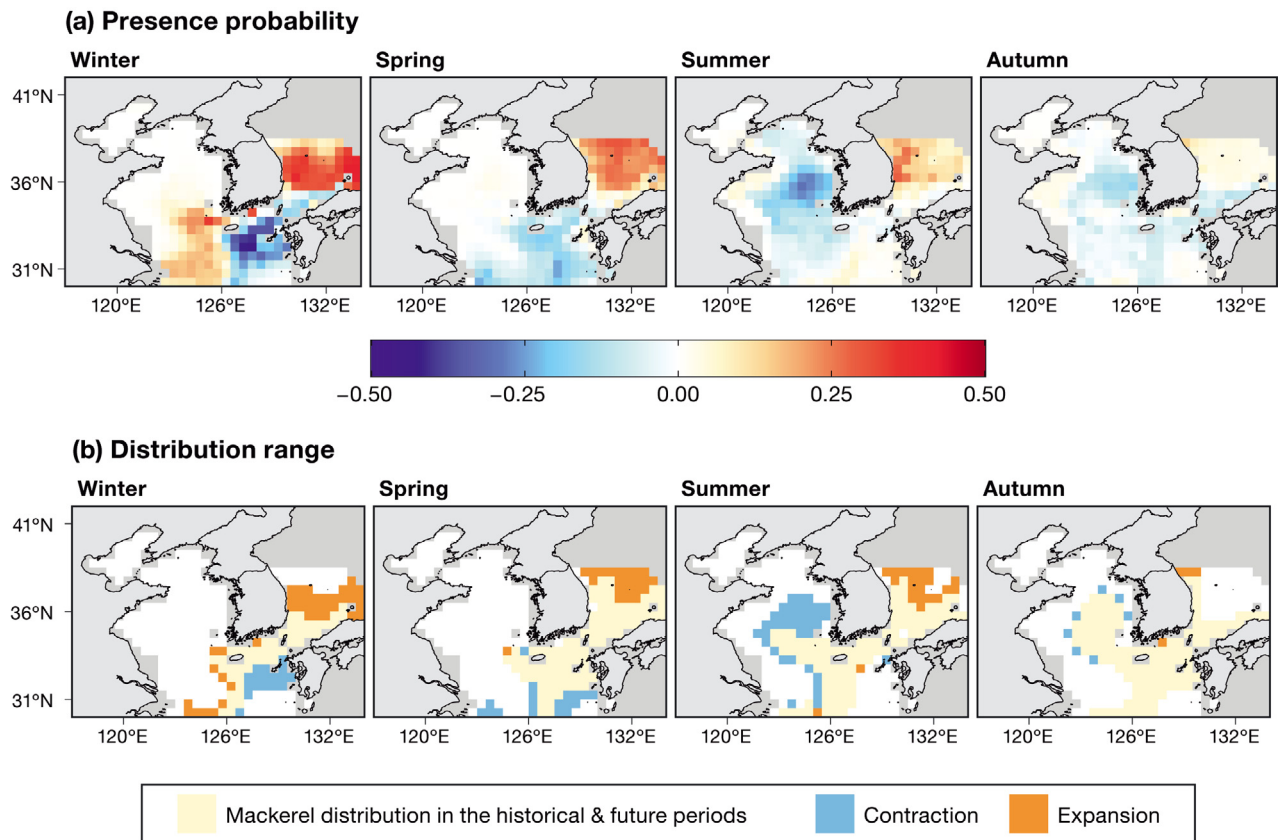 (a) Presence probability
Winter
Spring
Summer
Autumn
41°N
36°N
31°N
120°E 126°E 132°E
120°E 126°E 132°E
120°E 126°E 132°E
120°E 126°E 132°E
−0.50 −0.25 0.00 0.25 0.50
(b) Distribution range
Winter
Spring
Summer
Autumn
41°N
36°N
31°N
120°E 126°E 132°E
120°E 126°E 132°E
120°E 126°E 132°E
120°E 126°E 132°E
Mackerel distribution in the historical & future periods
Contraction
Expansion